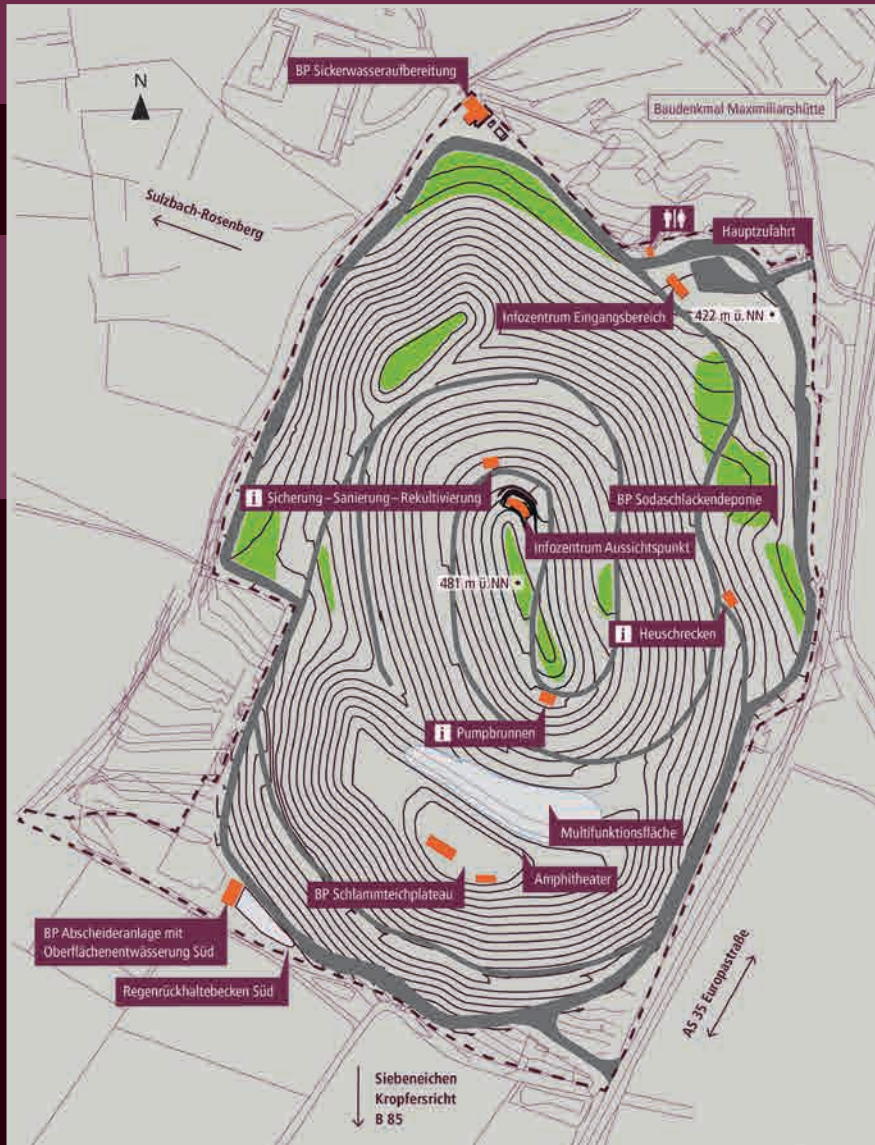 BP Sickerwasseraufbereitung
N
Baudenkmal Maximilianshütte
Sulzbach-Rosenberg
Hauptzufahrt
Infozentrum Eingangsbereich
422 m ü. NN
i Sicherung – Sanierung – Rekultivierung
BP Sodaschlackendeponie
Infozentrum Aussichtspunkt
481 m ü. NN
i Heuschrecken
i Pumpbrunnen
Multifunktionsfläche
Amphitheater
BP Schlammteichplateau
BP Abscheideranlage mit
Oberflächenentwässerung Süd
Regenrückhaltebecken Süd
AS 35 Europastraße
Siebeneichen
Kropfersricht
B 85